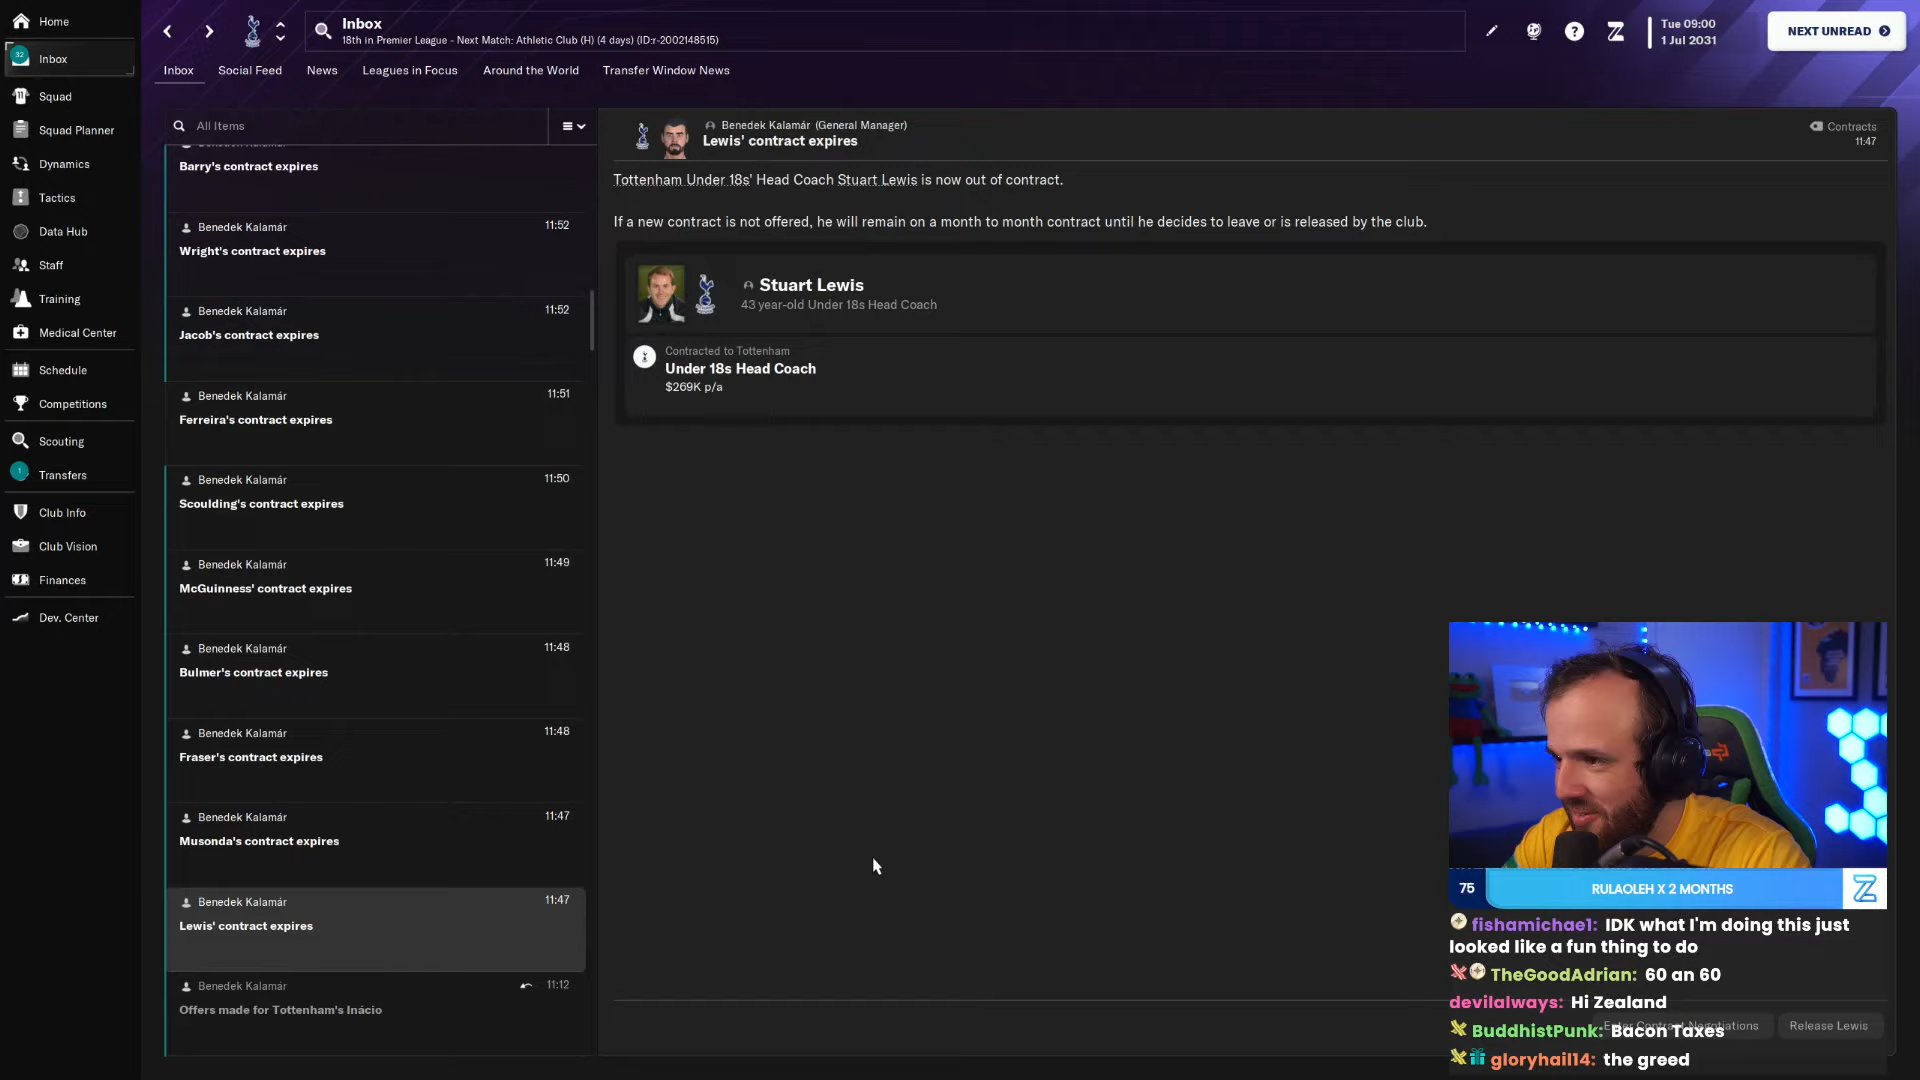 Home
32
Inbox
Squad
Squad Planner
Dynamics
Tactics
Data Hub
Staff
Training
Medical Center
Schedule
Competitions
Scouting
1
Transfers
Club Info
Club Vision
Finances
Dev. Center
Inbox
18th in Premier League - Next Match: Athletic Club (H) (4 days) (ID:r-2002148515)
Tue 09:00
1 Jul 2031
NEXT UNREAD
Inbox Social Feed News Leagues in Focus Around the World Transfer Window News
All Items
Benedek Kalamár
Barry's contract expires
Benedek Kalamár 11:52
Wright's contract expires
Benedek Kalamár 11:52
Jacob's contract expires
Benedek Kalamár 11:51
Ferreira's contract expires
Benedek Kalamár 11:50
Scoulding's contract expires
Benedek Kalamár 11:49
McGuinness' contract expires
Benedek Kalamár 11:48
Bulmer's contract expires
Benedek Kalamár 11:48
Fraser's contract expires
Benedek Kalamár 11:47
Musonda's contract expires
Benedek Kalamár 11:47
Lewis' contract expires
Benedek Kalamár 11:12
Offers made for Tottenham's Inácio
Benedek Kalamár (General Manager)
Lewis' contract expires
Contracts
11:47
Tottenham Under 18s' Head Coach Stuart Lewis is now out of contract.
If a new contract is not offered, he will remain on a month to month contract until he decides to leave or is released by the club.
Stuart Lewis
43 year-old Under 18s Head Coach
Contracted to Tottenham
Under 18s Head Coach
$269K p/a
75 RULAOLEH X 2 MONTHS
fishamichael: IDK what I'm doing this just
looked like a fun thing to do
TheGoodAdrian: 60 an 60
devilalways: Hi Zealand
BuddhistPunk: Bacon Taxes
gloryhail14: the greed
Enter Contract Negotiations
Release Lewis